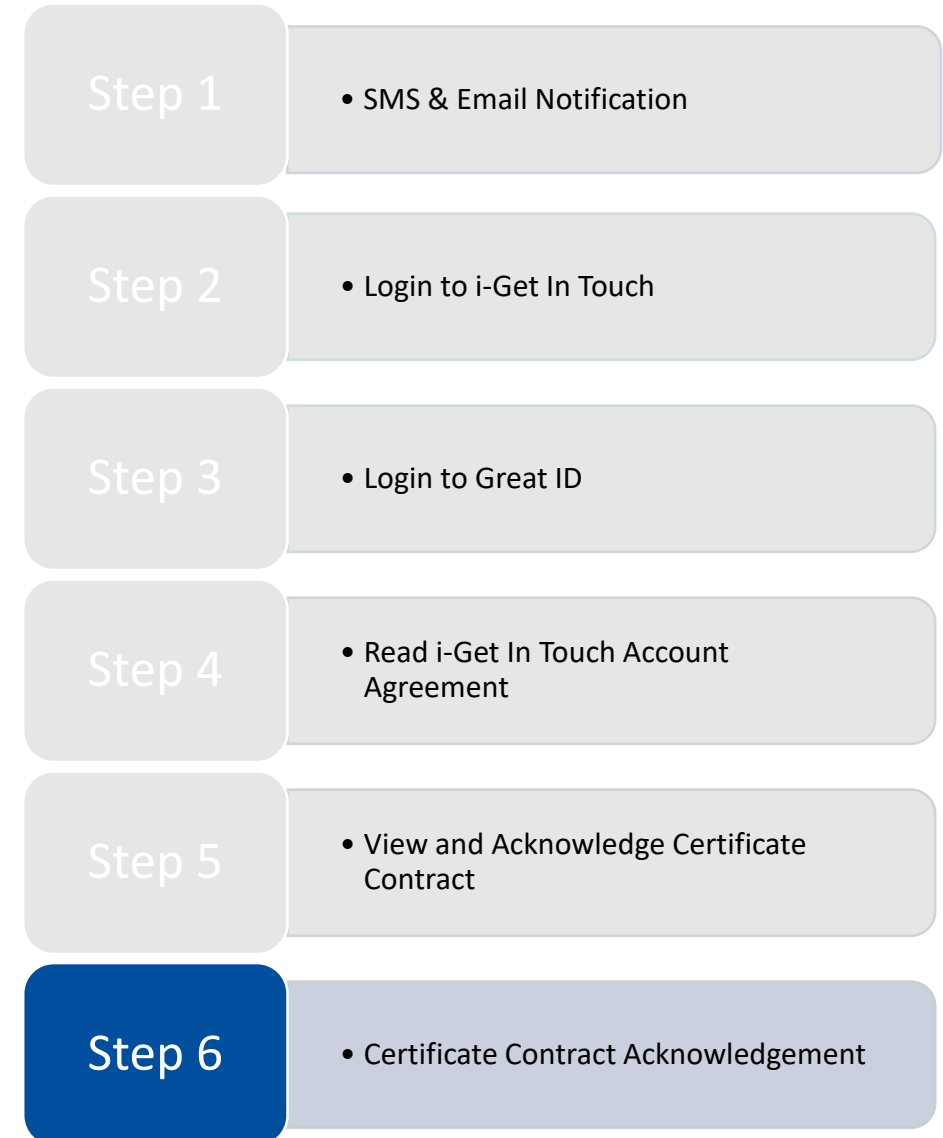 Step 1
• SMS & Email Notification
Step 2
• Login to i-Get In Touch
Step 3
• Login to Great ID
Step 4
• Read i-Get In Touch Account
Agreement
Step 5
• View and Acknowledge Certificate
Contract
Step 6
• Certificate Contract Acknowledgement